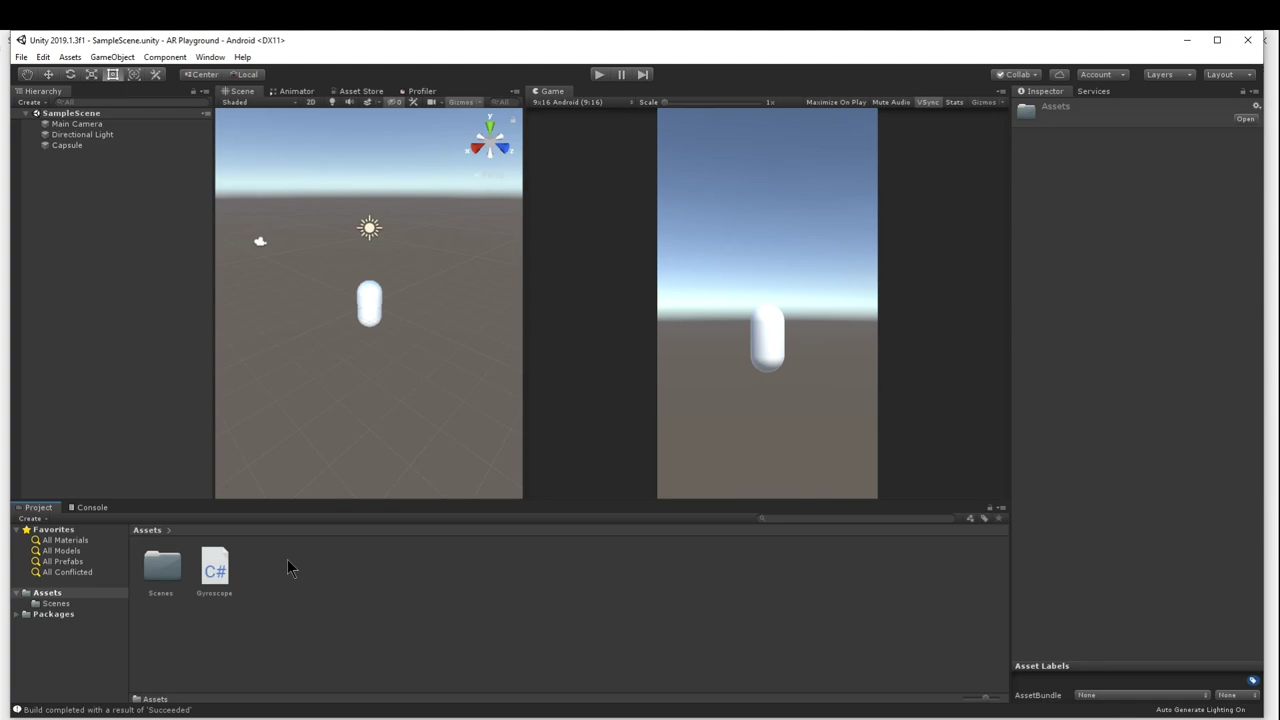 Unity 2019.1.3f1 - SampleScene.unity - AR Playground - Android <DX11>
File Edit Assets GameObject Component Window Help
Center Local Collab Account Layers Layout
Hierarchy Scene Animator Asset Store Profiler Game Inspector Services
Create All Shaded 2D 0 Gizmos All 9x16 Android (9:16) Scale 1x Maximize On Play Mute Audio VSync Stats Gizmos Assets
SampleScene
Open
Main Camera
Directional Light
Capsule
y
x z
Project Console
Create
Favorites Assets
All Materials
All Models
All Prefabs
All Conflicted
C#
Assets Scenes Gyroscope
Scenes
Packages
Asset Labels
Assets AssetBundle None None
Build completed with a result of 'Succeeded' Auto Generate Lighting On